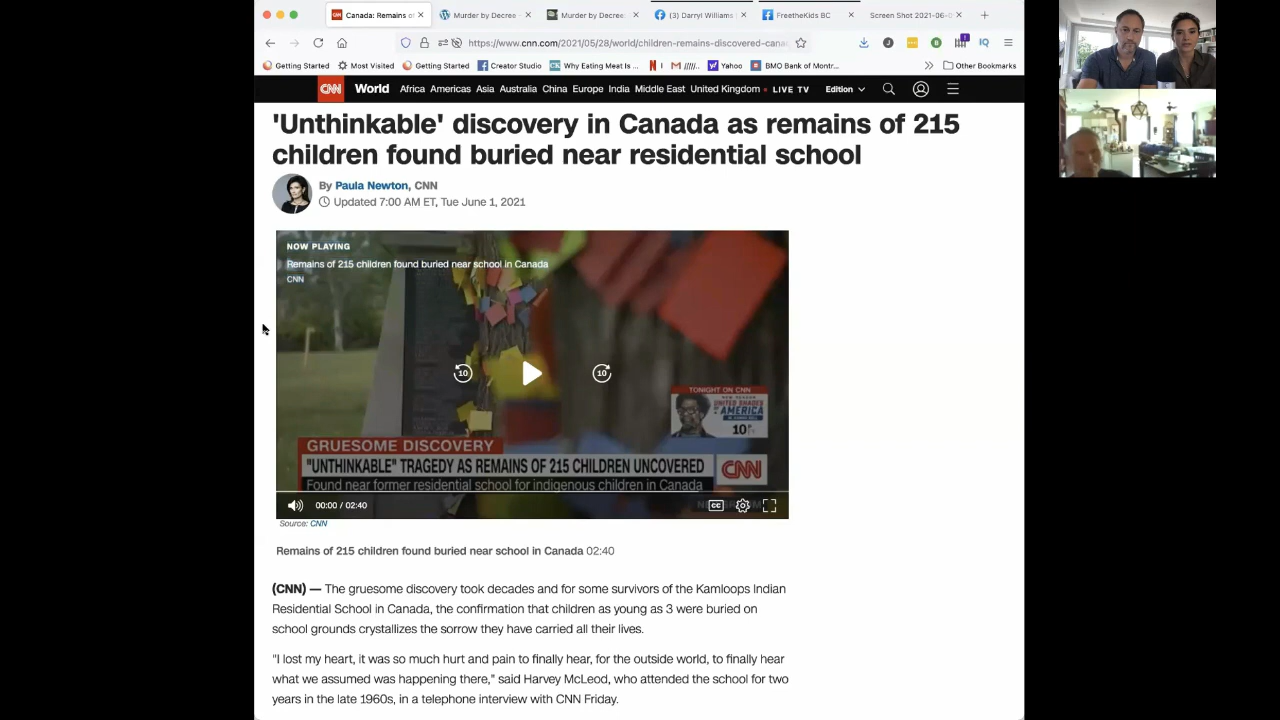 Canada: Remains of
Murder by Decree
Murder by Decree:
(3) Darryl Williams
FreetheKids BC
Screen Shot 2021-06-
https://www.cnn.com/2021/05/28/world/children-remains-discovered-cana
Getting Started
Most Visited
Getting Started
Creator Studio
Why Eating Meat Is ...
Yahoo
BMO Bank of Montr...
Other Bookmarks
CNN World Africa Americas Asia Australia China Europe India Middle East United Kingdom LIVE TV Edition
'Unthinkable' discovery in Canada as remains of 215
children found buried near residential school
By Paula Newton, CNN
Updated 7:00 AM ET, Tue June 1, 2021
NOW PLAYING
Remains of 215 children found buried near school in Canada
CNN
10
10
TONIGHT ON CNN
UNITED SHADES
OF AMERICA
10P
GRUESOME DISCOVERY
"UNTHINKABLE" TRAGEDY AS REMAINS OF 215 CHILDREN UNCOVERED
CNN
Found near former residential school for indigenous children in Canada
00:00 / 02:40
CC
Source: CNN
Remains of 215 children found buried near school in Canada 02:40
(CNN) — The gruesome discovery took decades and for some survivors of the Kamloops Indian
Residential School in Canada, the confirmation that children as young as 3 were buried on
school grounds crystallizes the sorrow they have carried all their lives.
"I lost my heart, it was so much hurt and pain to finally hear, for the outside world, to finally hear
what we assumed was happening there," said Harvey McLeod, who attended the school for two
years in the late 1960s, in a telephone interview with CNN Friday.